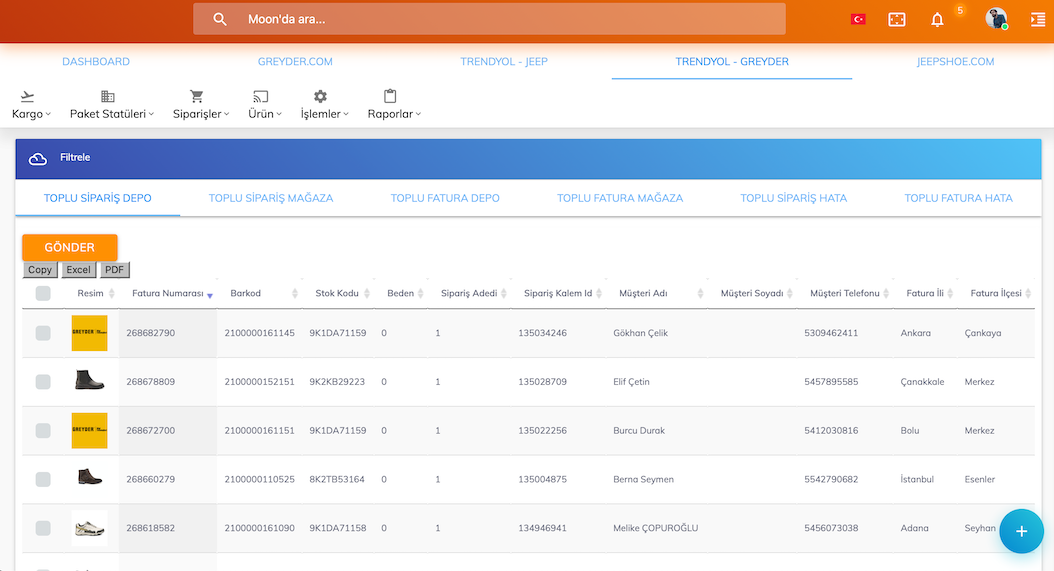 Moon'da ara...
5
DASHBOARD GREYDER.COM TRENDYOL - JEEP TRENDYOL - GREYDER JEEPSHOE.COM
Kargo Paket Statüleri Siparişler Ürün İşlemler Raporlar
Filtrele
TOPLU SİPARİŞ DEPO TOPLU SİPARİŞ MAĞAZA TOPLU FATURA DEPO TOPLU FATURA MAĞAZA TOPLU SİPARİŞ HATA TOPLU FATURA HATA
GÖNDER
Copy Excel PDF
Resim Fatura Numarası Barkod Stok Kodu Beden Sipariş Adedi Sipariş Kalem Id Müşteri Adı Müşteri Soyadı Müşteri Telefonu Fatura İli Fatura İlçesi
GREYDER 268682790 2100000161145 9K1DA71159 0 1 135034246 Gökhan Çelik 5309462411 Ankara Çankaya
268678809 2100000152151 9K2KB29223 0 1 135028709 Elif Çetin 5457895585 Çanakkale Merkez
GREYDER 268672700 2100000161151 9K1DA71159 0 1 135022256 Burcu Durak 5412030816 Bolu Merkez
268660279 2100000110525 8K2TB53164 0 1 135004875 Berna Seymen 5542790682 İstanbul Esenler
268618582 2100000161090 9K1DA71158 0 1 134946941 Melike ÇOPUROĞLU 5456073038 Adana Seyhan